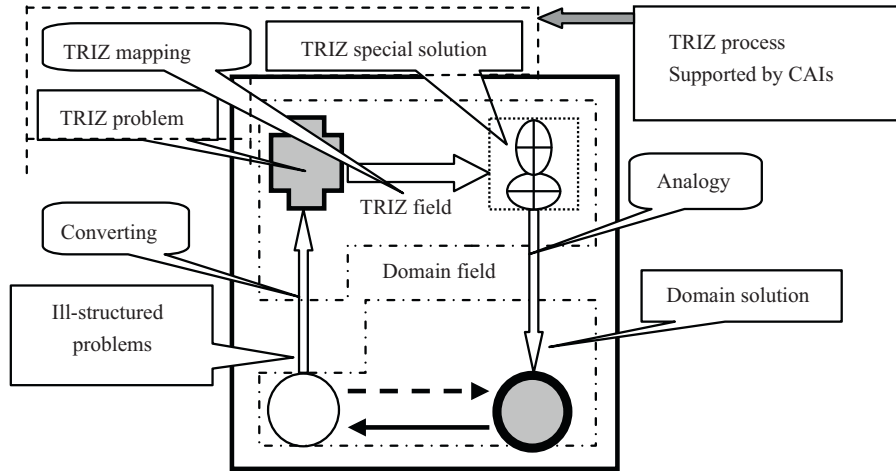 TRIZ mapping
TRIZ special solution
TRIZ process
Supported by CAIs
TRIZ problem
TRIZ field
Analogy
Converting
Domain field
Ill-structured
problems
Domain solution